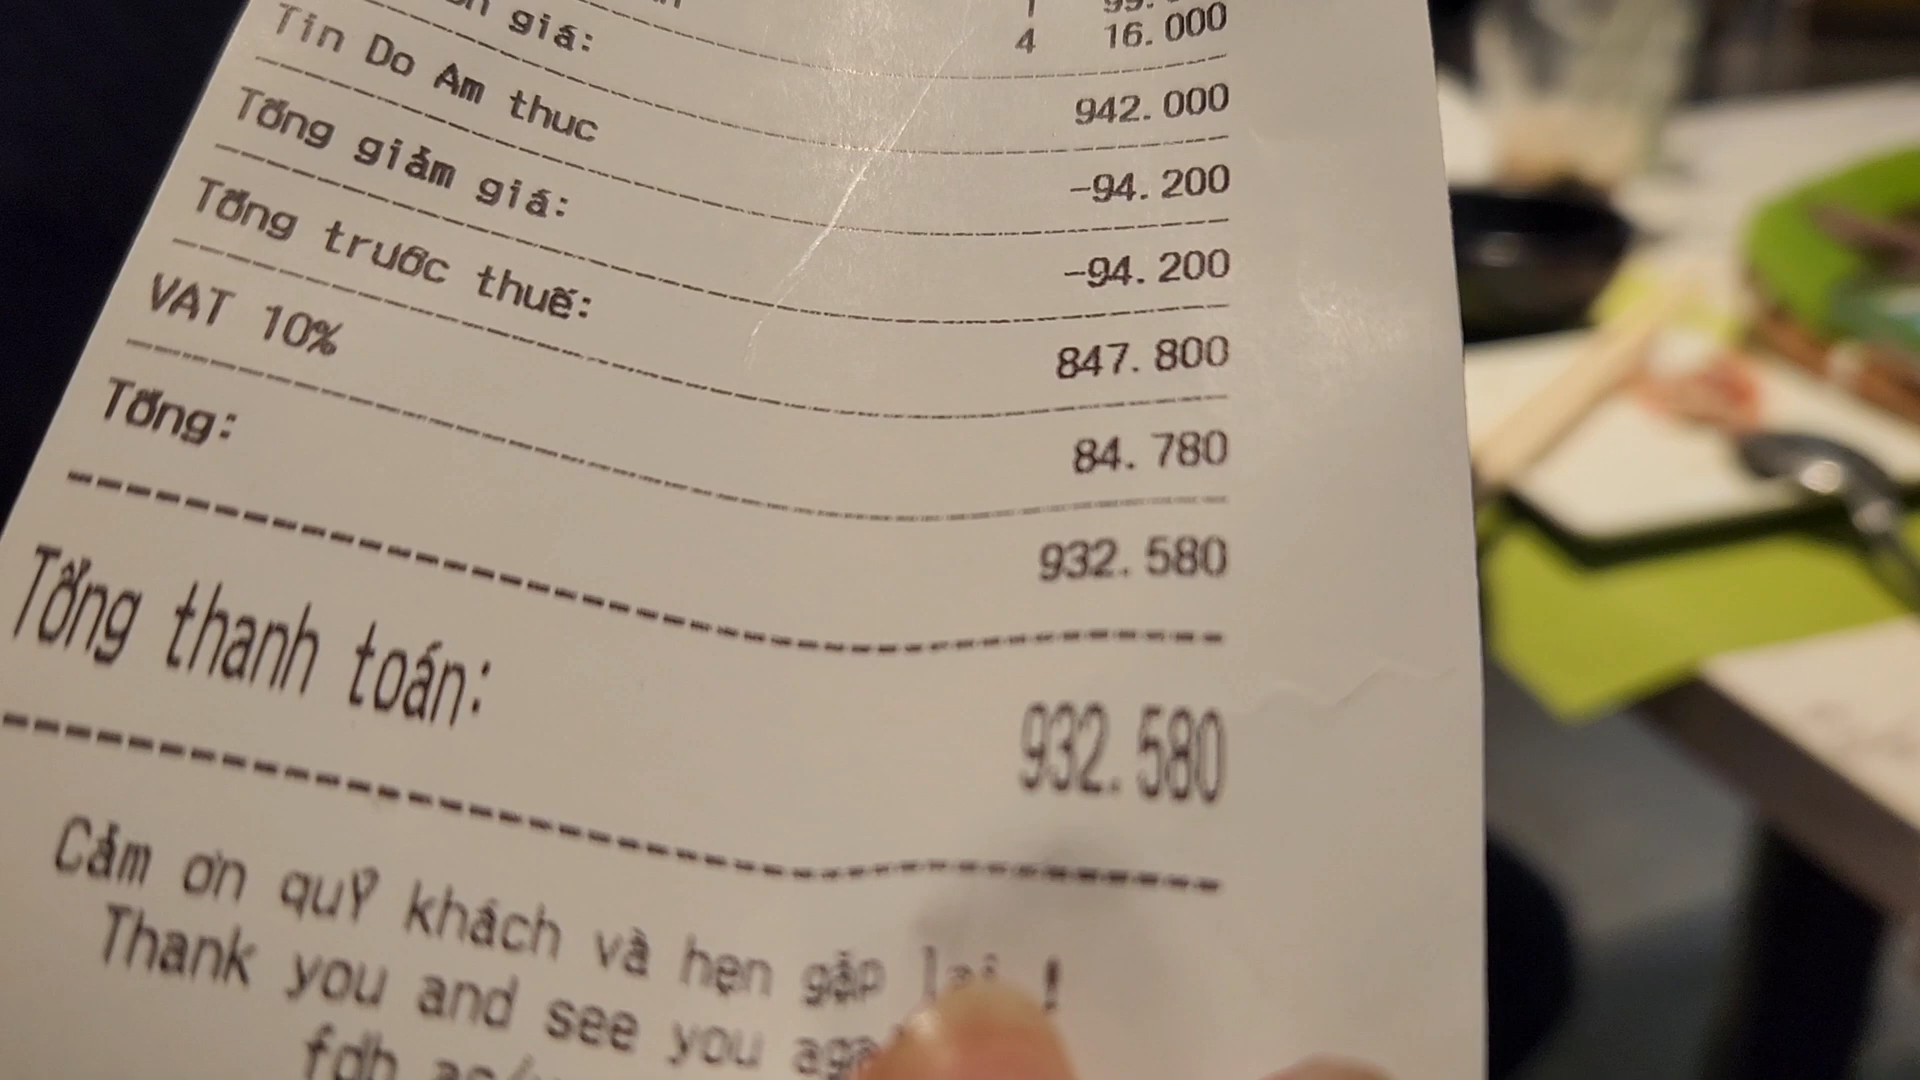 giá:
4 16.000
942.000
Tin Do Am thuc
-94.200
Tổng giảm giá:
-94.200
Tổng trước thuế:
847.800
VAT 10%
84.780
Tổng:
932.580
Tổng thanh toán:
932.580
Cảm ơn quý khách và hẹn gặp lại !
Thank you and see you
fdh